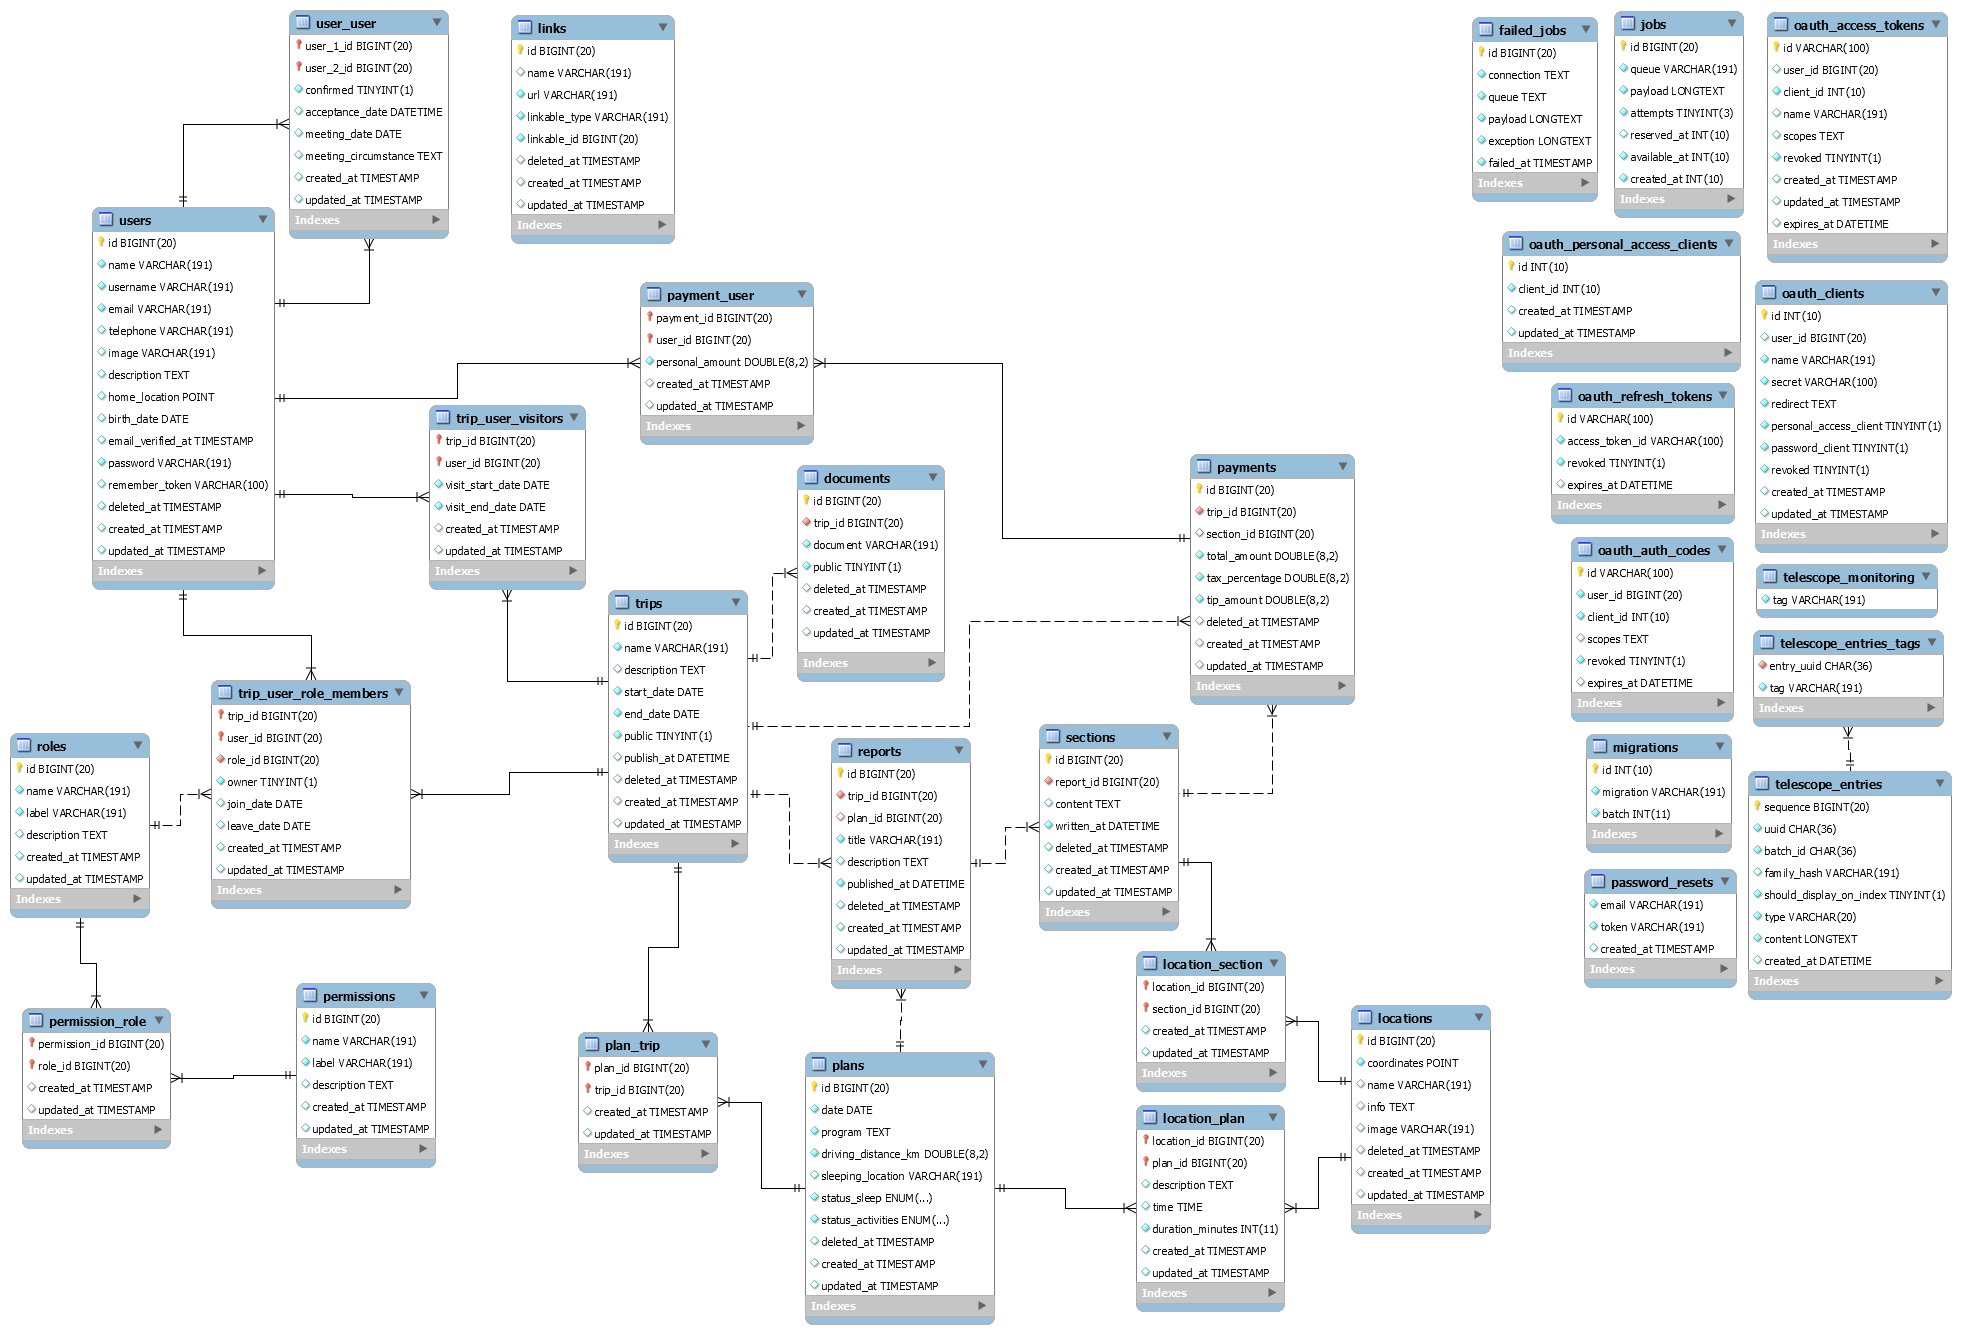 user_user
user_1_id BIGINT(20)
user_2_id BIGINT(20)
confirmed TINYINT(1)
acceptance_date DATETIME
meeting_date DATE
meeting_circumstance TEXT
created_at TIMESTAMP
updated_at TIMESTAMP
Indexes
links
id BIGINT(20)
name VARCHAR(191)
url VARCHAR(191)
linkable_type VARCHAR(191)
linkable_id BIGINT(20)
deleted_at TIMESTAMP
created_at TIMESTAMP
updated_at TIMESTAMP
Indexes
failed_jobs
id BIGINT(20)
connection TEXT
queue TEXT
payload LONGTEXT
exception LONGTEXT
failed_at TIMESTAMP
Indexes
jobs
id BIGINT(20)
queue VARCHAR(191)
payload LONGTEXT
attempts TINYINT(3)
reserved_at INT(10)
available_at INT(10)
created_at INT(10)
Indexes
oauth_access_tokens
id VARCHAR(100)
user_id BIGINT(20)
client_id INT(10)
name VARCHAR(191)
scopes TEXT
revoked TINYINT(1)
created_at TIMESTAMP
updated_at TIMESTAMP
expires_at DATETIME
Indexes
users
id BIGINT(20)
name VARCHAR(191)
username VARCHAR(191)
email VARCHAR(191)
telephone VARCHAR(191)
image VARCHAR(191)
description TEXT
home_location POINT
birth_date DATE
email_verified_at TIMESTAMP
password VARCHAR(191)
remember_token VARCHAR(100)
deleted_at TIMESTAMP
created_at TIMESTAMP
updated_at TIMESTAMP
Indexes
payment_user
payment_id BIGINT(20)
user_id BIGINT(20)
personal_amount DOUBLE(8,2)
created_at TIMESTAMP
updated_at TIMESTAMP
Indexes
oauth_personal_access_clients
id INT(10)
client_id INT(10)
created_at TIMESTAMP
updated_at TIMESTAMP
Indexes
oauth_clients
id INT(10)
user_id BIGINT(20)
name VARCHAR(191)
secret VARCHAR(100)
redirect TEXT
personal_access_client TINYINT(1)
password_client TINYINT(1)
revoked TINYINT(1)
created_at TIMESTAMP
updated_at TIMESTAMP
Indexes
trip_user_visitors
trip_id BIGINT(20)
user_id BIGINT(20)
visit_start_date DATE
visit_end_date DATE
created_at TIMESTAMP
updated_at TIMESTAMP
Indexes
documents
id BIGINT(20)
trip_id BIGINT(20)
document VARCHAR(191)
public TINYINT(1)
deleted_at TIMESTAMP
created_at TIMESTAMP
updated_at TIMESTAMP
Indexes
payments
id BIGINT(20)
trip_id BIGINT(20)
section_id BIGINT(20)
total_amount DOUBLE(8,2)
tax_percentage DOUBLE(8,2)
tip_amount DOUBLE(8,2)
deleted_at TIMESTAMP
created_at TIMESTAMP
updated_at TIMESTAMP
Indexes
oauth_refresh_tokens
id VARCHAR(100)
access_token_id VARCHAR(100)
revoked TINYINT(1)
expires_at DATETIME
Indexes
oauth_auth_codes
id VARCHAR(100)
user_id BIGINT(20)
client_id INT(10)
scopes TEXT
revoked TINYINT(1)
expires_at DATETIME
Indexes
telescope_monitoring
tag VARCHAR(191)
telescope_entries_tags
entry_uuid CHAR(36)
tag VARCHAR(191)
Indexes
trips
id BIGINT(20)
name VARCHAR(191)
description TEXT
start_date DATE
end_date DATE
public TINYINT(1)
publish_at DATETIME
deleted_at TIMESTAMP
created_at TIMESTAMP
updated_at TIMESTAMP
Indexes
trip_user_role_members
trip_id BIGINT(20)
user_id BIGINT(20)
role_id BIGINT(20)
owner TINYINT(1)
join_date DATE
leave_date DATE
created_at TIMESTAMP
updated_at TIMESTAMP
Indexes
roles
id BIGINT(20)
name VARCHAR(191)
label VARCHAR(191)
description TEXT
created_at TIMESTAMP
updated_at TIMESTAMP
Indexes
reports
id BIGINT(20)
trip_id BIGINT(20)
plan_id BIGINT(20)
title VARCHAR(191)
description TEXT
published_at DATETIME
deleted_at TIMESTAMP
created_at TIMESTAMP
updated_at TIMESTAMP
Indexes
sections
id BIGINT(20)
report_id BIGINT(20)
content TEXT
written_at DATETIME
deleted_at TIMESTAMP
created_at TIMESTAMP
updated_at TIMESTAMP
Indexes
migrations
id INT(10)
migration VARCHAR(191)
batch INT(11)
Indexes
telescope_entries
sequence BIGINT(20)
uuid CHAR(36)
batch_id CHAR(36)
family_hash VARCHAR(191)
should_display_on_index TINYINT(1)
type VARCHAR(20)
content LONGTEXT
created_at DATETIME
Indexes
password_resets
email VARCHAR(191)
token VARCHAR(191)
created_at TIMESTAMP
Indexes
permission_role
permission_id BIGINT(20)
role_id BIGINT(20)
created_at TIMESTAMP
updated_at TIMESTAMP
Indexes
permissions
id BIGINT(20)
name VARCHAR(191)
label VARCHAR(191)
description TEXT
created_at TIMESTAMP
updated_at TIMESTAMP
Indexes
plan_trip
plan_id BIGINT(20)
trip_id BIGINT(20)
created_at TIMESTAMP
updated_at TIMESTAMP
Indexes
plans
id BIGINT(20)
date DATE
program TEXT
driving_distance_km DOUBLE(8,2)
sleeping_location VARCHAR(191)
status_sleep ENUM(...)
status_activities ENUM(...)
deleted_at TIMESTAMP
created_at TIMESTAMP
updated_at TIMESTAMP
Indexes
location_section
location_id BIGINT(20)
section_id BIGINT(20)
created_at TIMESTAMP
updated_at TIMESTAMP
Indexes
location_plan
location_id BIGINT(20)
plan_id BIGINT(20)
description TEXT
time TIME
duration_minutes INT(11)
created_at TIMESTAMP
updated_at TIMESTAMP
Indexes
locations
id BIGINT(20)
coordinates POINT
name VARCHAR(191)
info TEXT
image VARCHAR(191)
deleted_at TIMESTAMP
created_at TIMESTAMP
updated_at TIMESTAMP
Indexes